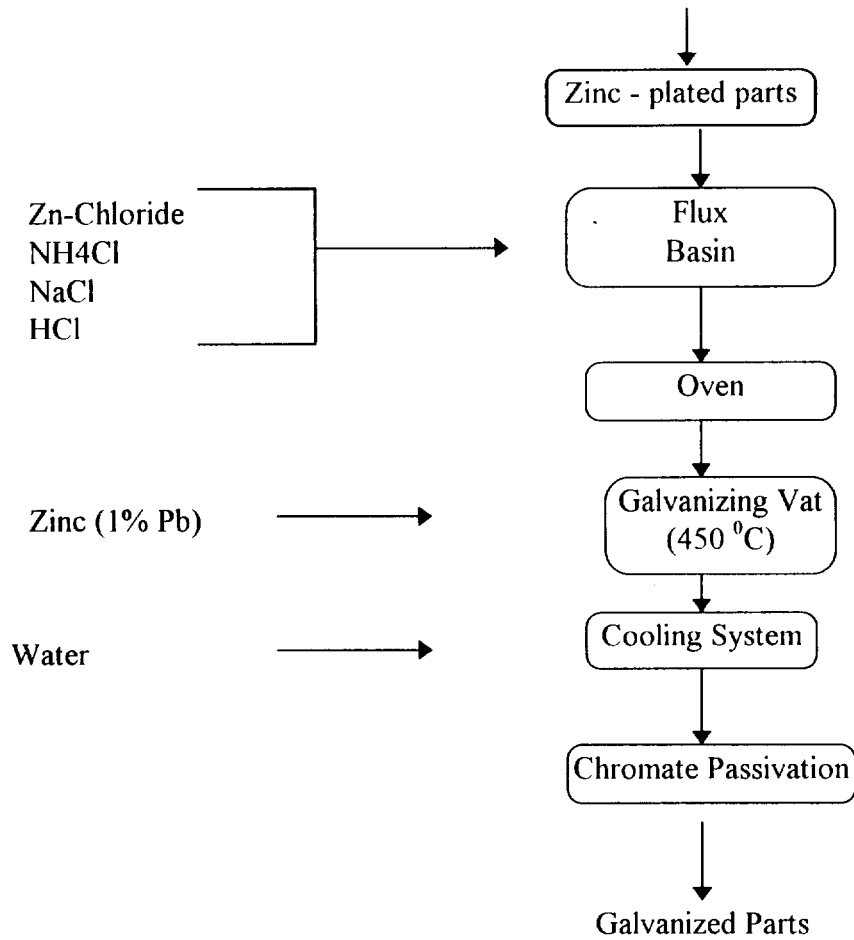 Zinc - plated parts
Zn-Chloride
NH4Cl
NaCl
HCl
Flux
Basin
Oven
Zinc (1% Pb)
Galvanizing Vat
(450 ⁰C)
Water
Cooling System
Chromate Passivation
Galvanized Parts